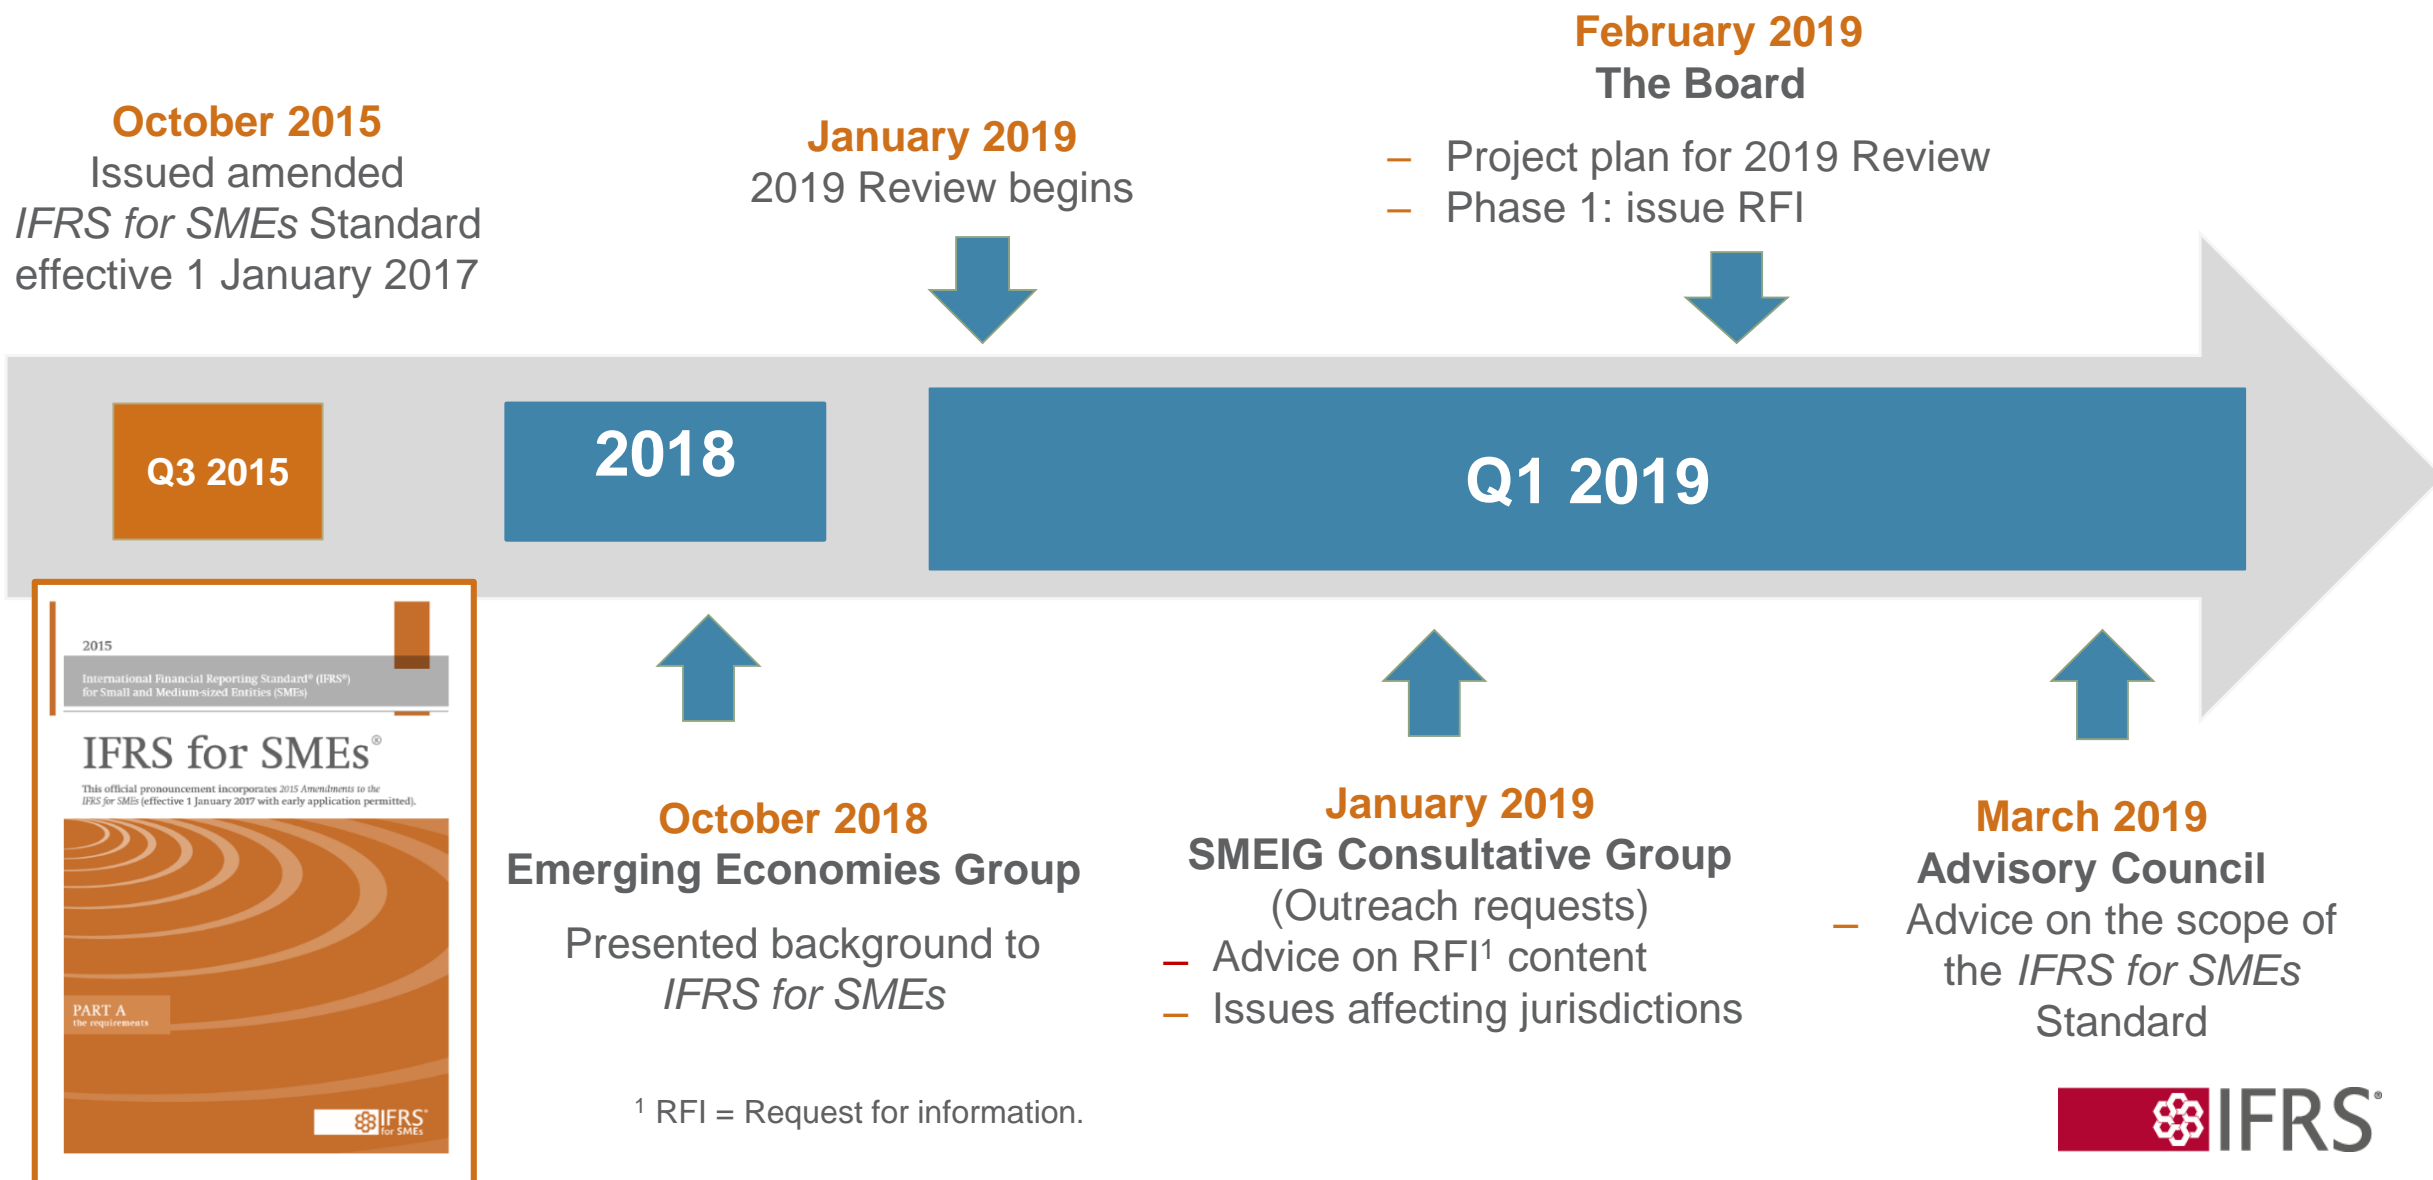 February 2019
The Board
– Project plan for 2019 Review
– Phase 1: issue RFI
October 2015
Issued amended
IFRS for SMEs Standard
effective 1 January 2017
January 2019
2019 Review begins
Q3 2015
2018
Q1 2019
2015
International Financial Reporting Standard® (IFRS®)
for Small and Medium-sized Entities (SMEs)
IFRS for SMEs®
This official pronouncement incorporates 2015 Amendments to the
IFRS for SMEs (effective 1 January 2017 with early application permitted).
PART A
the requirements
IFRS®
for SMEs
October 2018
Emerging Economies Group
Presented background to
IFRS for SMEs
January 2019
SMEIG Consultative Group
(Outreach requests)
– Advice on RFI¹ content
– Issues affecting jurisdictions
March 2019
Advisory Council
– Advice on the scope of
the IFRS for SMEs
Standard
¹ RFI = Request for information.
IFRS®